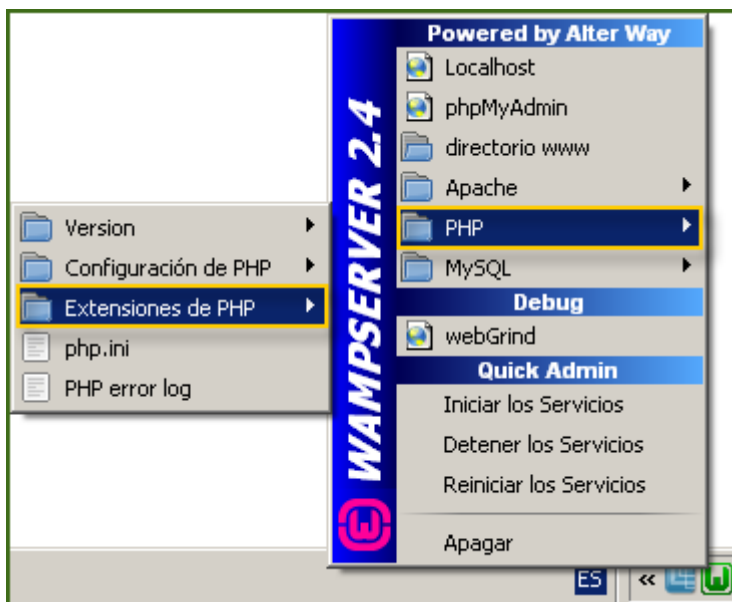 Powered by Alter Way
Localhost
phpMyAdmin
directorio www
Apache
PHP
MySQL
Debug
webGrind
Quick Admin
Iniciar los Servicios
Detener los Servicios
Reiniciar los Servicios
Apagar
WAMPSERVER 2.4
Version
Configuración de PHP
Extensiones de PHP
php.ini
PHP error log
ES
«